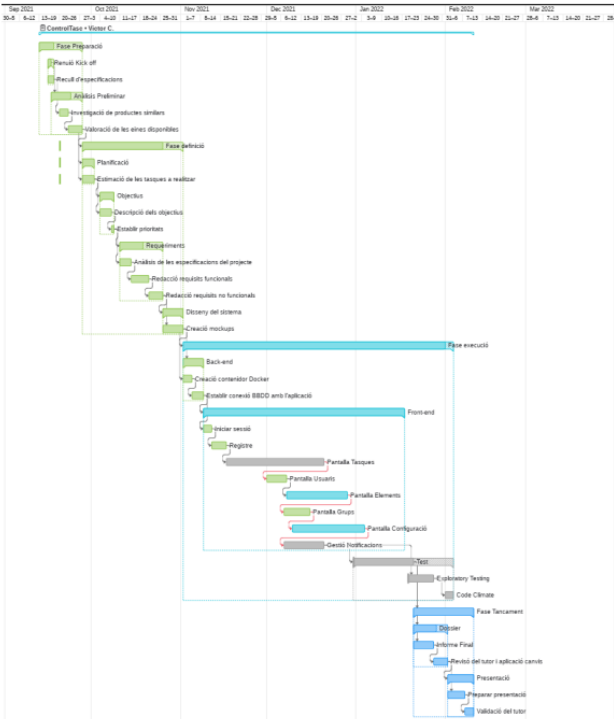 Sep 2021 Oct 2021 Nov 2021 Dec 2021 Jan 2022 Feb 2022 Mar 2022
30-5 6-12 13-19 20-26 27-3 4-10 11-17 18-24 25-31 1-7 8-14 15-21 22-28 29-5 6-12 13-19 20-26 27-2 3-9 10-16 17-23 24-30 31-6 7-13 14-20 21-27 28-6 7-13 14-20 21-27 28
ControlTasc • Victor C.
Fase Preparació
Reruió Kick off
Recull d'especificacions
Anàlisis Preliminar
Investigació de productes similars
Valoració de les eines disponibles
Fase definició
Planificació
Estimació de les tasques a realitzar
Objectius
Descripció dels objectius
Establir prioritats
Requeriments
Anàlisis de les especificacions del projecte
Redacció requisits funcionals
Redacció requisits no funcionals
Disseny del sistema
Creació mockups
Fase execució
Back-end
Creació contenidor Docker
Establir conexió BBDD amb l'aplicació
Front-end
Iniciar sessió
Registre
Pantalla Tasques
Pantalla Usuaris
Pantalla Elements
Pantalla Grups
Pantalla Configuració
Gestió Notificacions
Test
Exploratory Testing
Code Climate
Fase Tancament
Dossier
Informe Final
Revisó del tutor i aplicació canvis
Presentació
Preparar presentació
Validació del tutor